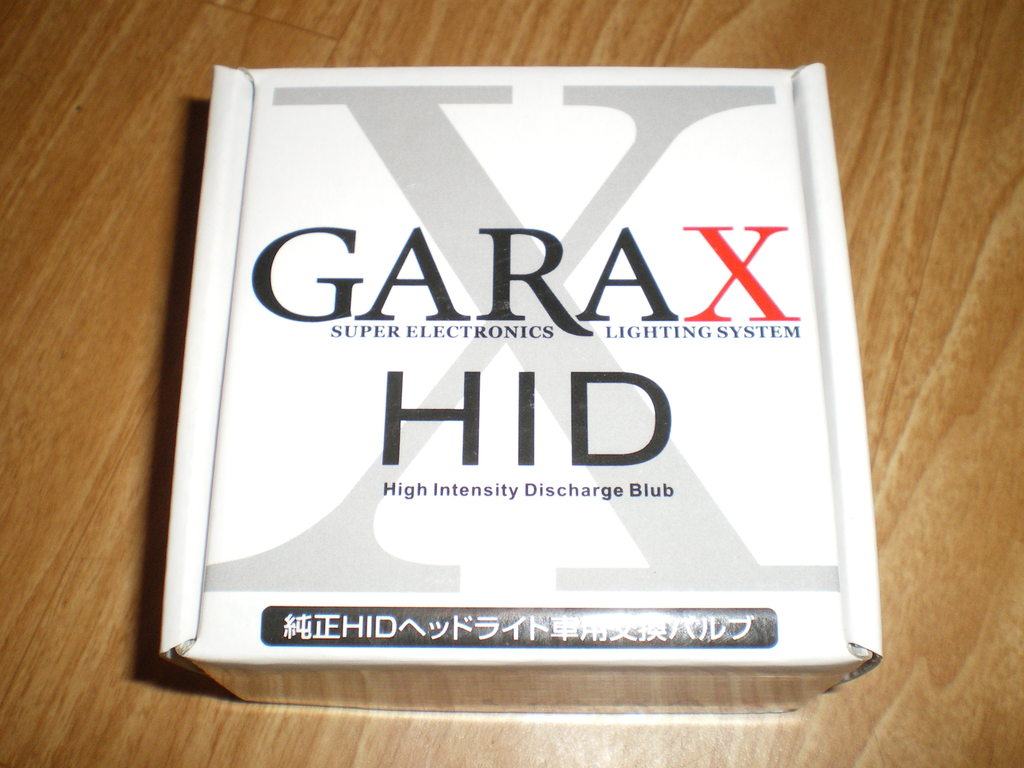 GARAX
SUPER ELECTRONICS LIGHTING SYSTEM
HID
High Intensity Discharge Blub
純正HIDヘッドライト車用交換バルブ